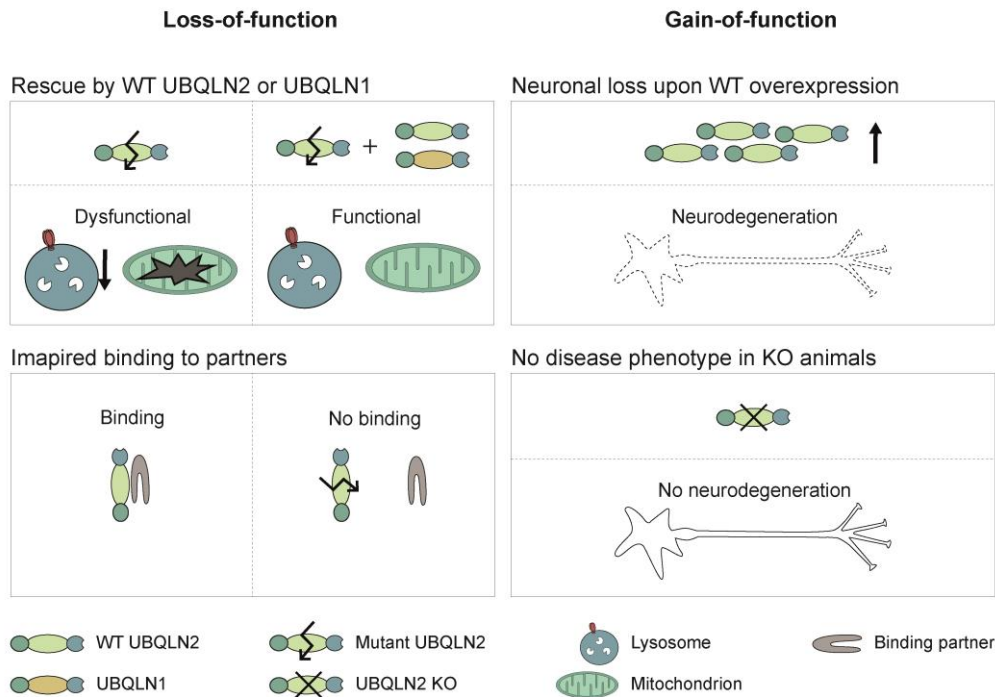 Loss-of-function
Gain-of-function
Rescue by WT UBQLN2 or UBQLN1
Neuronal loss upon WT overexpression
+
Dysfunctional
Functional
Neurodegeneration
Imapired binding to partners
No disease phenotype in KO animals
Binding
No binding
No neurodegeneration
WT UBQLN2
Mutant UBQLN2
Lysosome
Binding partner
UBQLN1
UBQLN2 KO
Mitochondrion